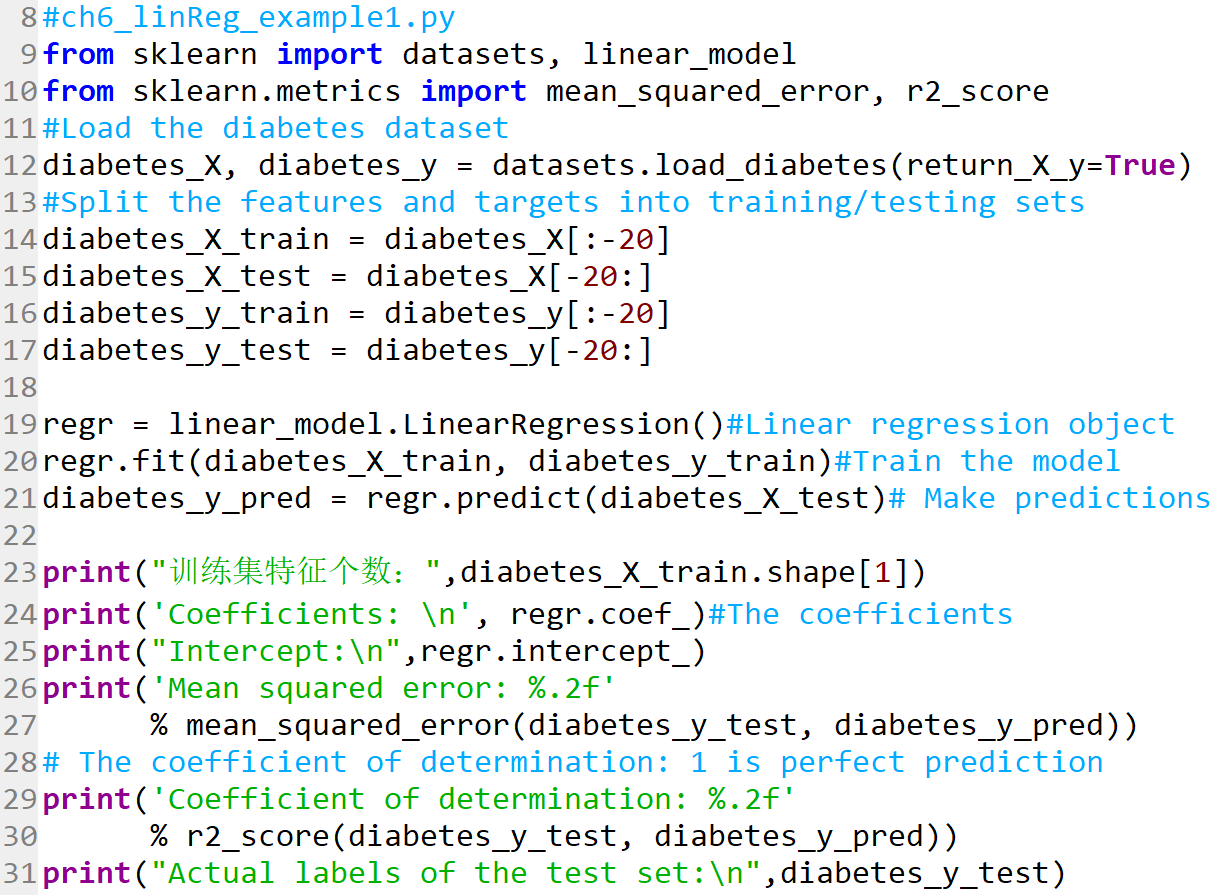 8 #ch6_linReg_example1.py
9 from sklearn import datasets, linear_model
10 from sklearn.metrics import mean_squared_error, r2_score
11 #Load the diabetes dataset
12 diabetes_X, diabetes_y = datasets.load_diabetes(return_X_y=True)
13 #Split the features and targets into training/testing sets
14 diabetes_X_train = diabetes_X[:-20]
15 diabetes_X_test = diabetes_X[-20:]
16 diabetes_y_train = diabetes_y[:-20]
17 diabetes_y_test = diabetes_y[-20:]
18
19 regr = linear_model.LinearRegression()#Linear regression object
20 regr.fit(diabetes_X_train, diabetes_y_train)#Train the model
21 diabetes_y_pred = regr.predict(diabetes_X_test)# Make predictions
22
23 print("训练集特征个数：",diabetes_X_train.shape[1])
24 print('Coefficients: \n', regr.coef_)#The coefficients
25 print("Intercept:\n",regr.intercept_)
26 print('Mean squared error: %.2f'
27       % mean_squared_error(diabetes_y_test, diabetes_y_pred))
28 # The coefficient of determination: 1 is perfect prediction
29 print('Coefficient of determination: %.2f'
30       % r2_score(diabetes_y_test, diabetes_y_pred))
31 print("Actual labels of the test set:\n",diabetes_y_test)